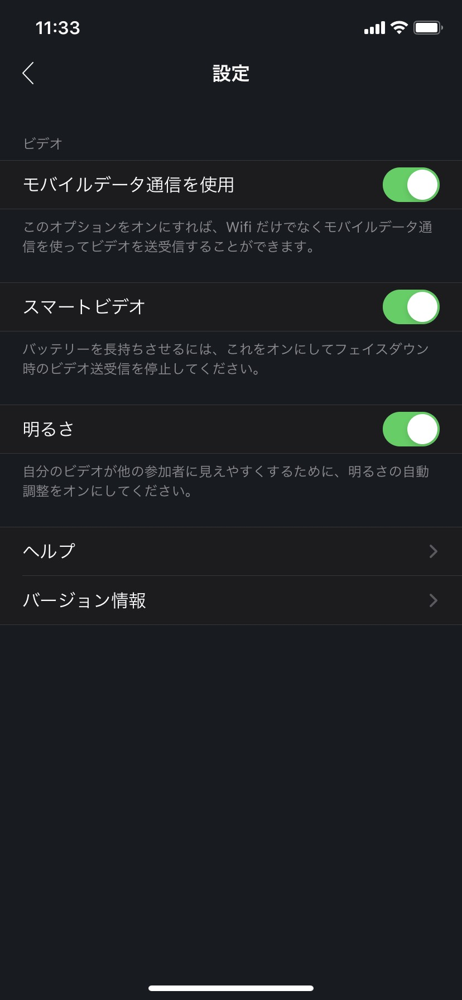 11:33
設定
ビデオ
モバイルデータ通信を使用
このオプションをオンにすれば、Wifi だけでなくモバイルデータ通
信を使ってビデオを送受信することができます。
スマートビデオ
バッテリーを長持ちさせるには、これをオンにしてフェイスダウン
時のビデオ送受信を停止してください。
明るさ
自分のビデオが他の参加者に見えやすくするために、明るさの自動
調整をオンにしてください。
ヘルプ
バージョン情報